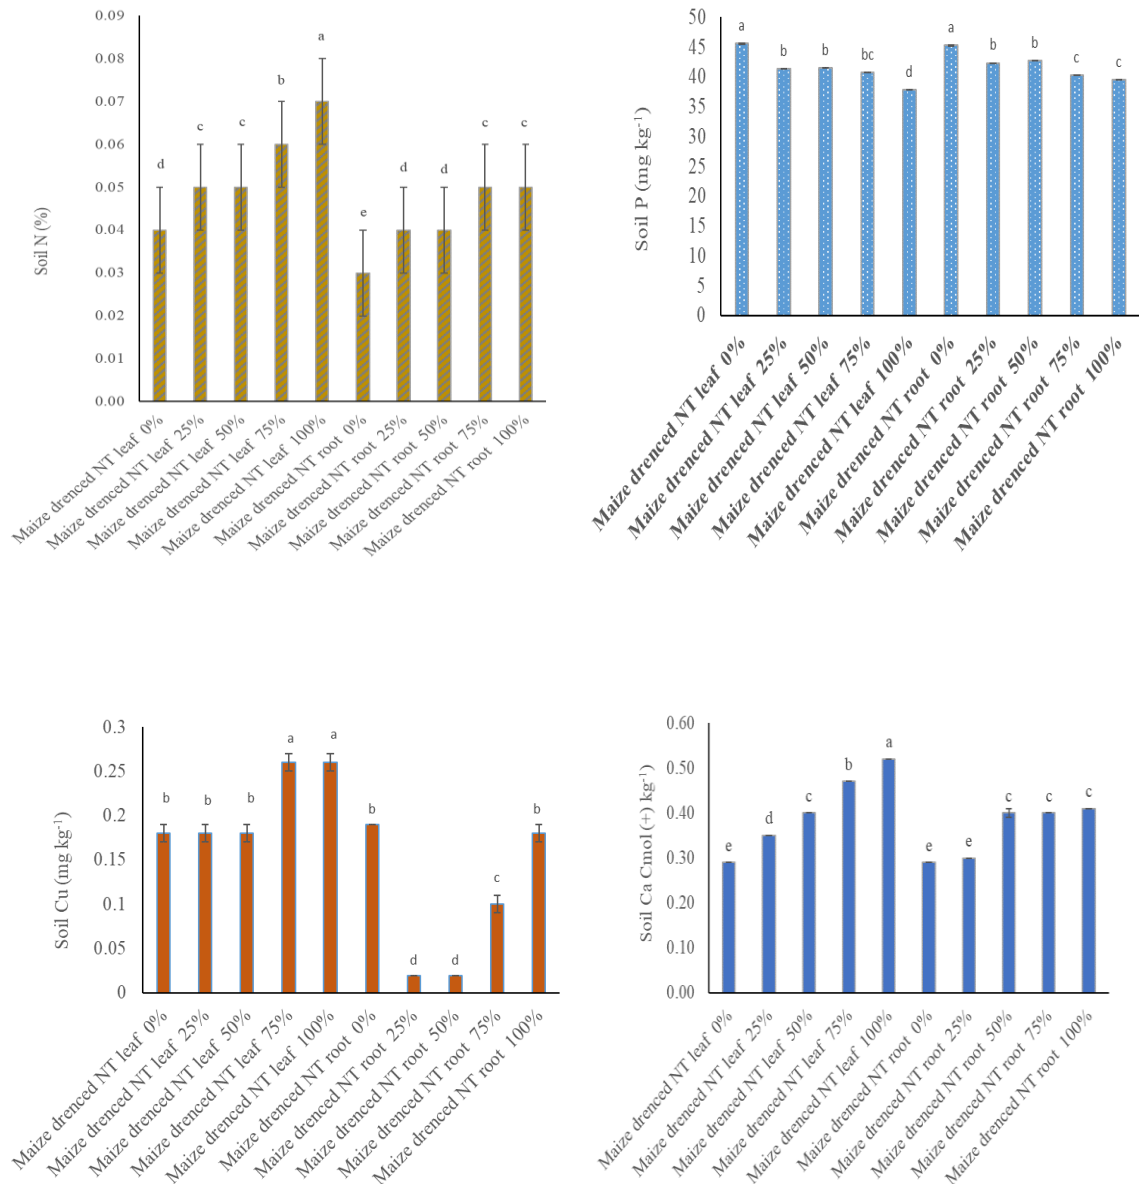 0.09
0.08
0.07
0.06
0.05
0.04
0.03
0.02
0.01
0.00
Soil N (%)
d
c
c
b
a
e
d
d
c
c
Maize drenced NT leaf 0%
Maize drenced NT leaf 25%
Maize drenced NT leaf 50%
Maize drenced NT leaf 75%
Maize drenced NT leaf 100%
Maize drenced NT root 0%
Maize drenced NT root 25%
Maize drenced NT root 50%
Maize drenced NT root 75%
Maize drenced NT root 100%
50
45
40
35
30
25
20
15
10
5
0
Soil P (mg kg⁻¹)
a
b
b
bc
d
a
b
b
c
c
Maize drenced NT leaf 0%
Maize drenced NT leaf 25%
Maize drenced NT leaf 50%
Maize drenced NT leaf 75%
Maize drenced NT leaf 100%
Maize drenced NT root 0%
Maize drenced NT root 25%
Maize drenced NT root 50%
Maize drenced NT root 75%
Maize drenced NT root 100%
0.3
0.25
0.2
0.15
0.1
0.05
0
Soil Cu (mg kg⁻¹)
b
b
b
a
a
b
d
d
c
b
Maize drenced NT leaf 0%
Maize drenced NT leaf 25%
Maize drenced NT leaf 50%
Maize drenced NT leaf 75%
Maize drenced NT leaf 100%
Maize drenced NT root 0%
Maize drenced NT root 25%
Maize drenced NT root 50%
Maize drenced NT root 75%
Maize drenced NT root 100%
0.60
0.50
0.40
0.30
0.20
0.10
0.00
Soil Ca Cmol (+) kg⁻¹)
e
d
c
b
a
e
e
c
c
c
Maize drenced NT leaf 0%
Maize drenced NT leaf 25%
Maize drenced NT leaf 50%
Maize drenced NT leaf 75%
Maize drenced NT leaf 100%
Maize drenced NT root 0%
Maize drenced NT root 25%
Maize drenced NT root 50%
Maize drenced NT root 75%
Maize drenced NT root 100%